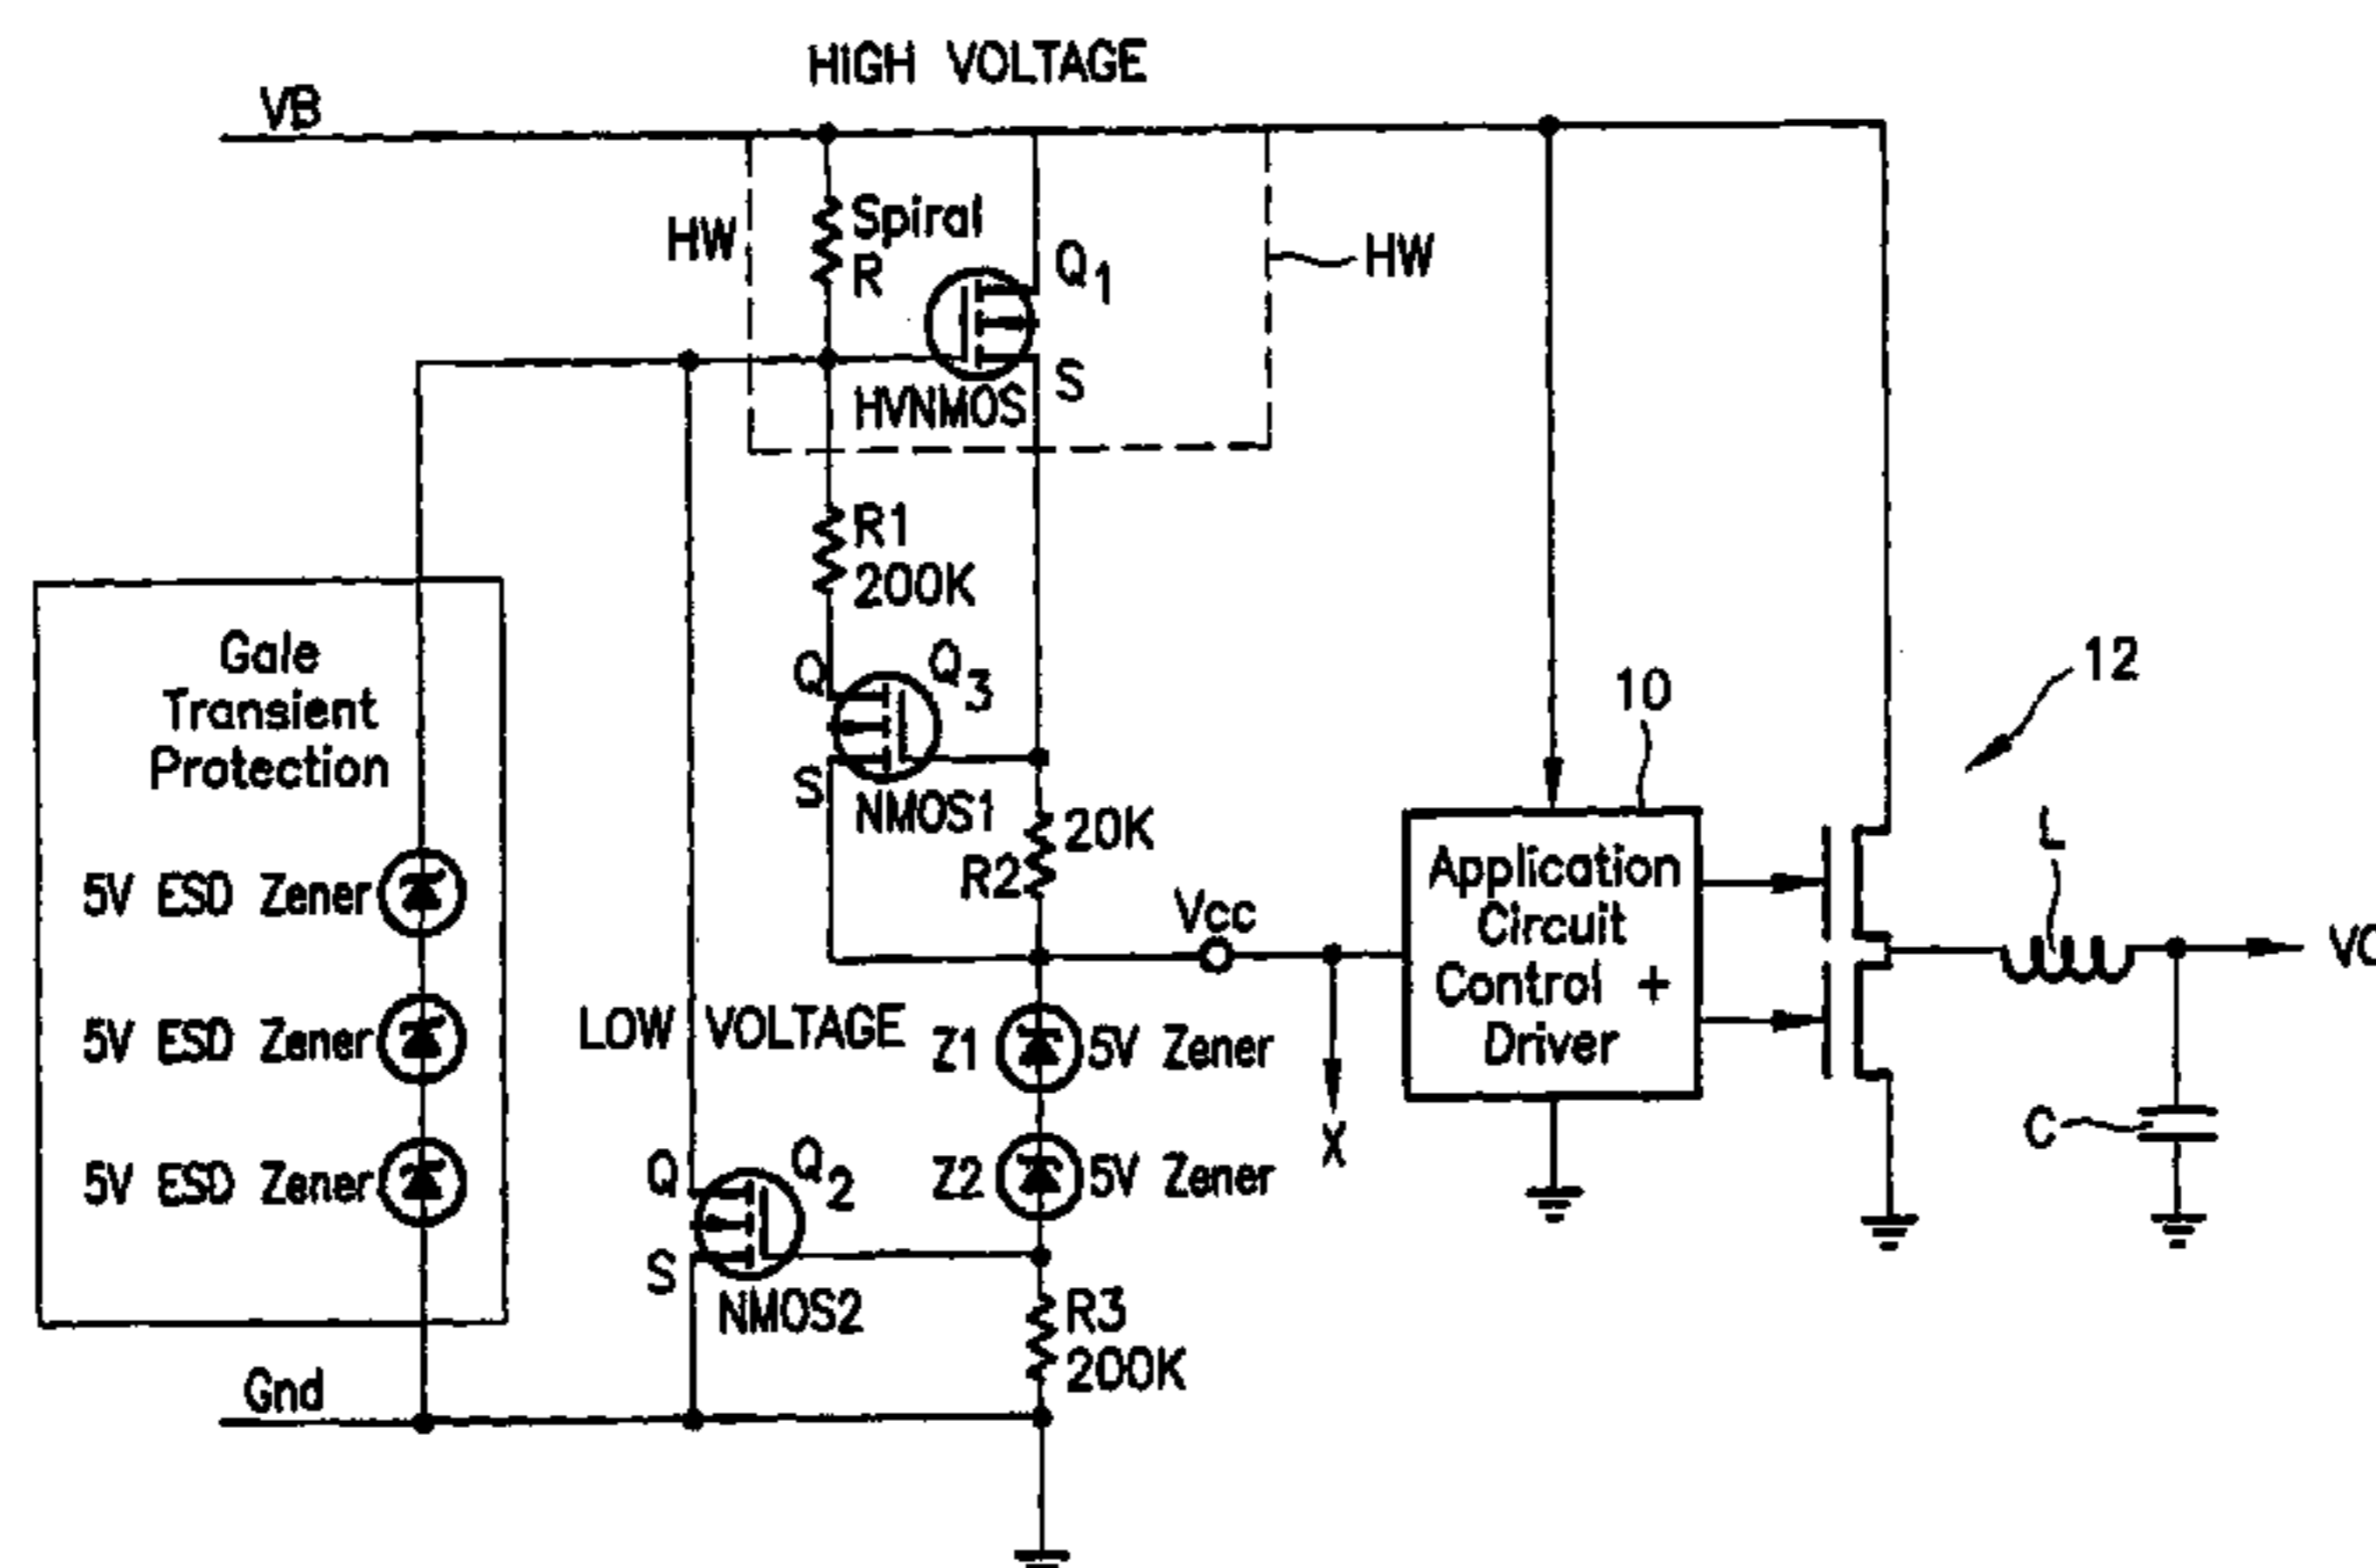 HIGH VOLTAGE
VB
HW
Spiral
R
Q1
HW
S
HVNMOS
R1
200K
Gale
Transient
Protection
Q
Q3
S
NMOS1
20K
R2
10
12
L
5V ESD Zener
5V ESD Zener
5V ESD Zener
Vcc
Application
Circuit
Control +
Driver
LOW VOLTAGE
Z1
5V Zener
Z2
5V Zener
X
C
Q
Q2
S
NMOS2
R3
200K
Gnd